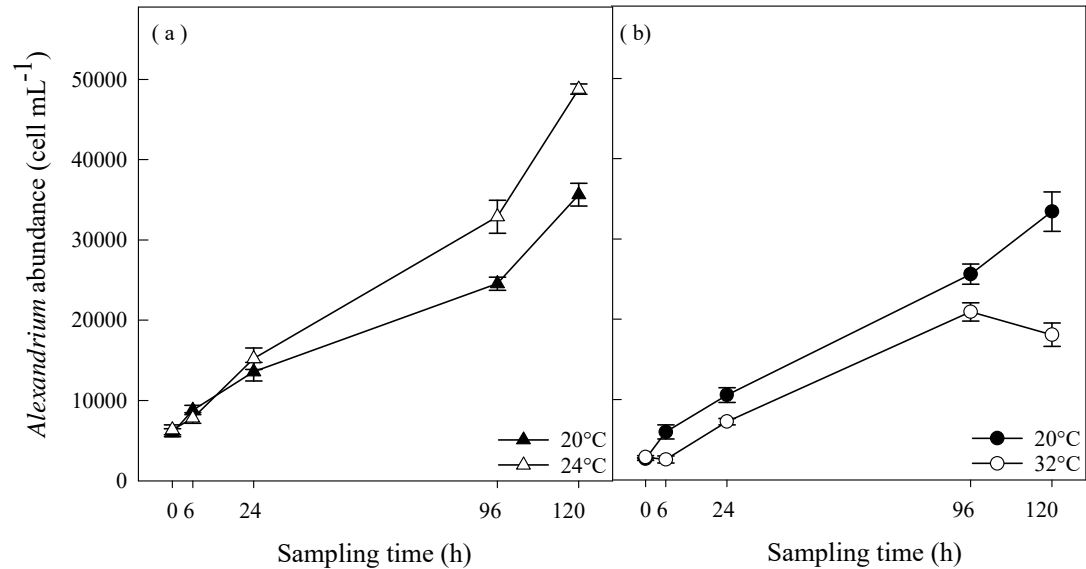 ( a )
( b)
Alexandrium abundance (cell mL-1)
50000
40000
30000
20000
10000
0
20°C
24°C
20°C
32°C
0 6 24 96 120
0 6 24 96 120
Sampling time (h)
Sampling time (h)